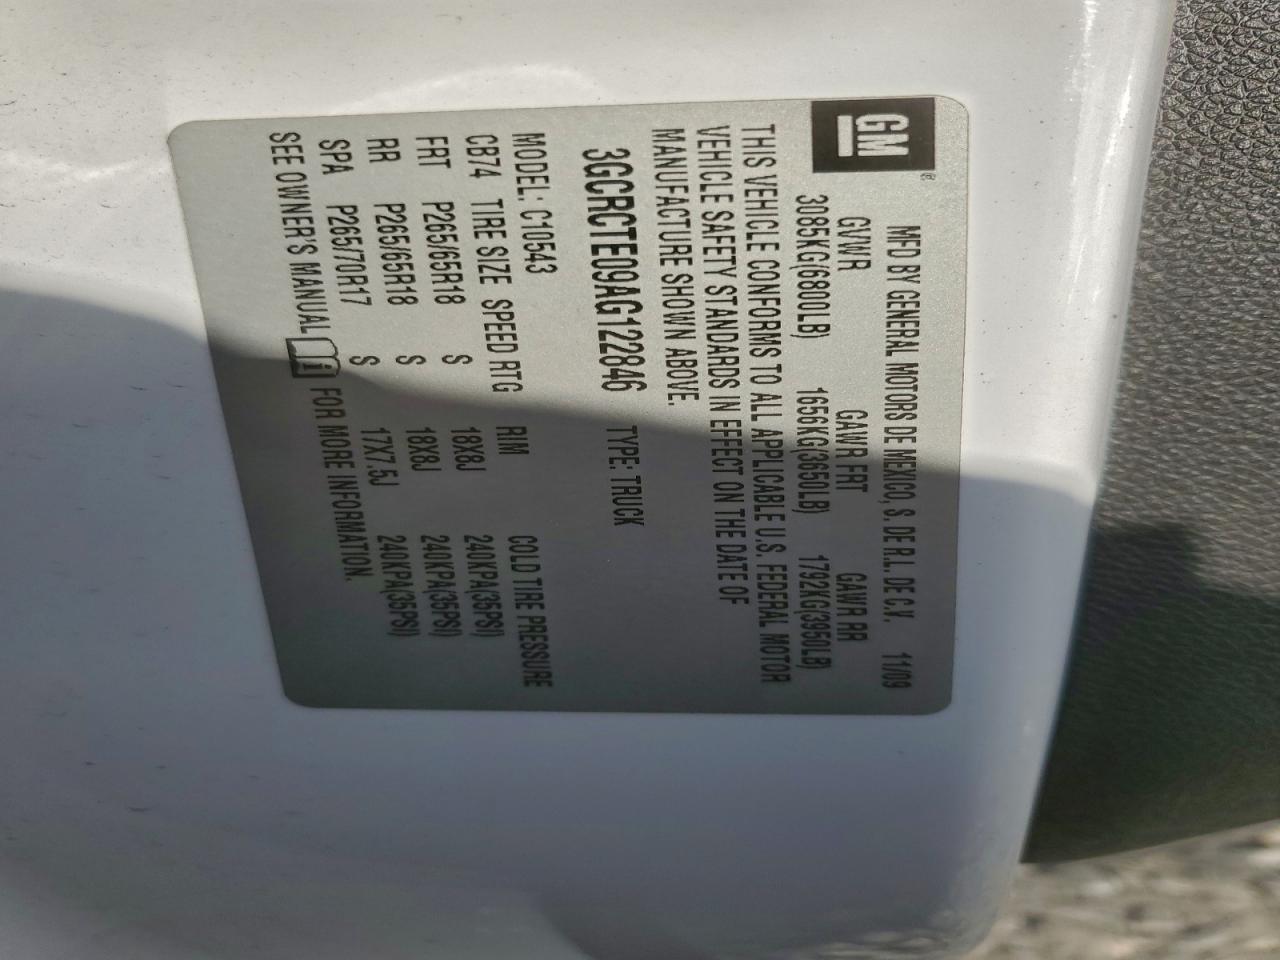 GM
MFD BY GENERAL MOTORS DE MEXICO, S. DE R.L. DE C.V. 11/09
GVWR GAWR FRT GAWR RR
3085KG(6800LB) 1656KG(3650LB) 1792KG(3950LB)
THIS VEHICLE CONFORMS TO ALL APPLICABLE U.S. FEDERAL MOTOR
VEHICLE SAFETY STANDARDS IN EFFECT ON THE DATE OF
MANUFACTURE SHOWN ABOVE.
3GCRCTE09AG122846 TYPE: TRUCK
MODEL: C10543
CB74 TIRE SIZE SPEED RTG RIM COLD TIRE PRESSURE
FRT P265/65R18 S 18X8J 240KPA(35PSI)
RR P265/65R18 S 18X8J 240KPA(35PSI)
SPA P265/70R17 S 17X7.5J 240KPA(35PSI)
SEE OWNER'S MANUAL i FOR MORE INFORMATION.